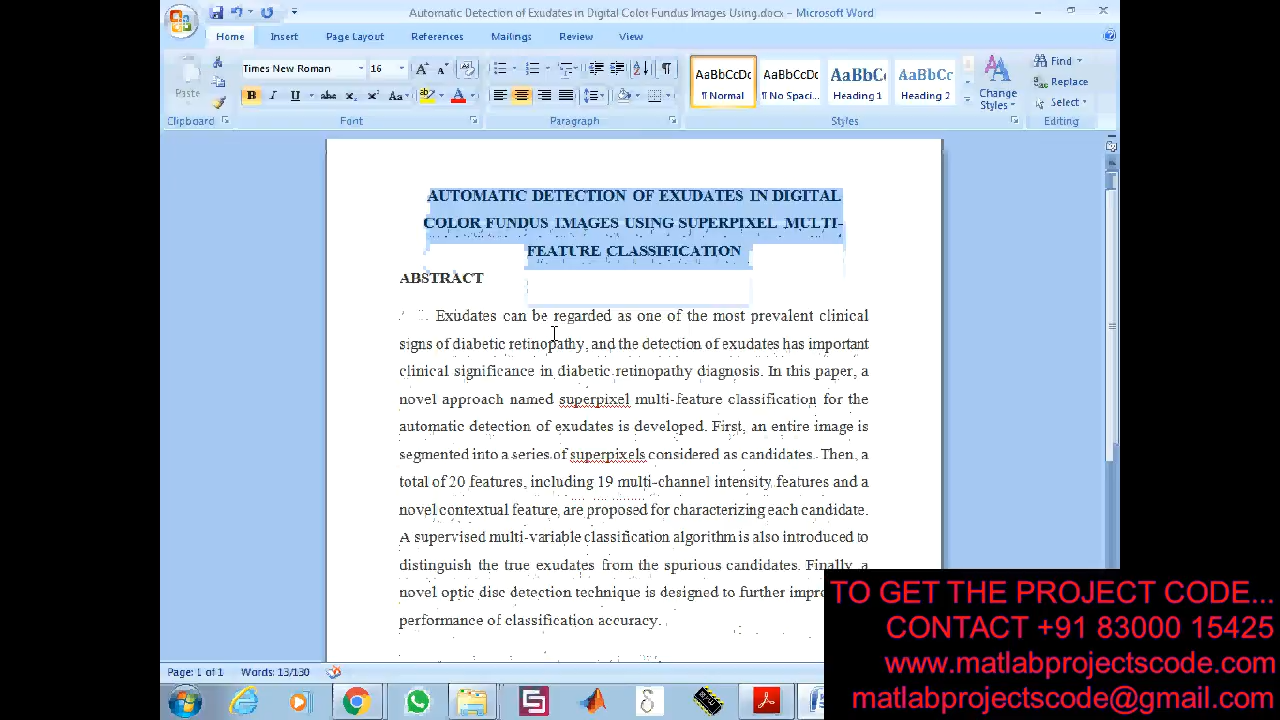 Automatic Detection of Exudates in Digital Color Fundus Images Using.docx - Microsoft Word
Home Insert Page Layout References Mailings Review View
Paste
Times New Roman 16
AaBbCcDc AaBbCcDc AaBbC AaBbCc
¶ Normal ¶ No Spaci... Heading 1 Heading 2
Change Styles
Find
Replace
Select
Clipboard Font Paragraph Styles Editing
AUTOMATIC DETECTION OF EXUDATES IN DIGITAL
COLOR FUNDUS IMAGES USING SUPERPIXEL MULTI-
FEATURE CLASSIFICATION
ABSTRACT
Exudates can be regarded as one of the most prevalent clinical
signs of diabetic retinopathy, and the detection of exudates has important
clinical significance in diabetic retinopathy diagnosis. In this paper, a
novel approach named superpixel multi-feature classification for the
automatic detection of exudates is developed. First, an entire image is
segmented into a series of superpixels considered as candidates. Then, a
total of 20 features, including 19 multi-channel intensity features and a
novel contextual feature, are proposed for characterizing each candidate.
A supervised multi-variable classification algorithm is also introduced to
distinguish the true exudates from the spurious candidates. Finally, a
novel optic disc detection technique is designed to further
performance of classification accuracy.
Page: 1 of 1 Words: 13/130
TO GET THE PROJECT CODE...
CONTACT +91 83000 15425
www.matlabprojectscode.com
matlabprojectscode@gmail.com